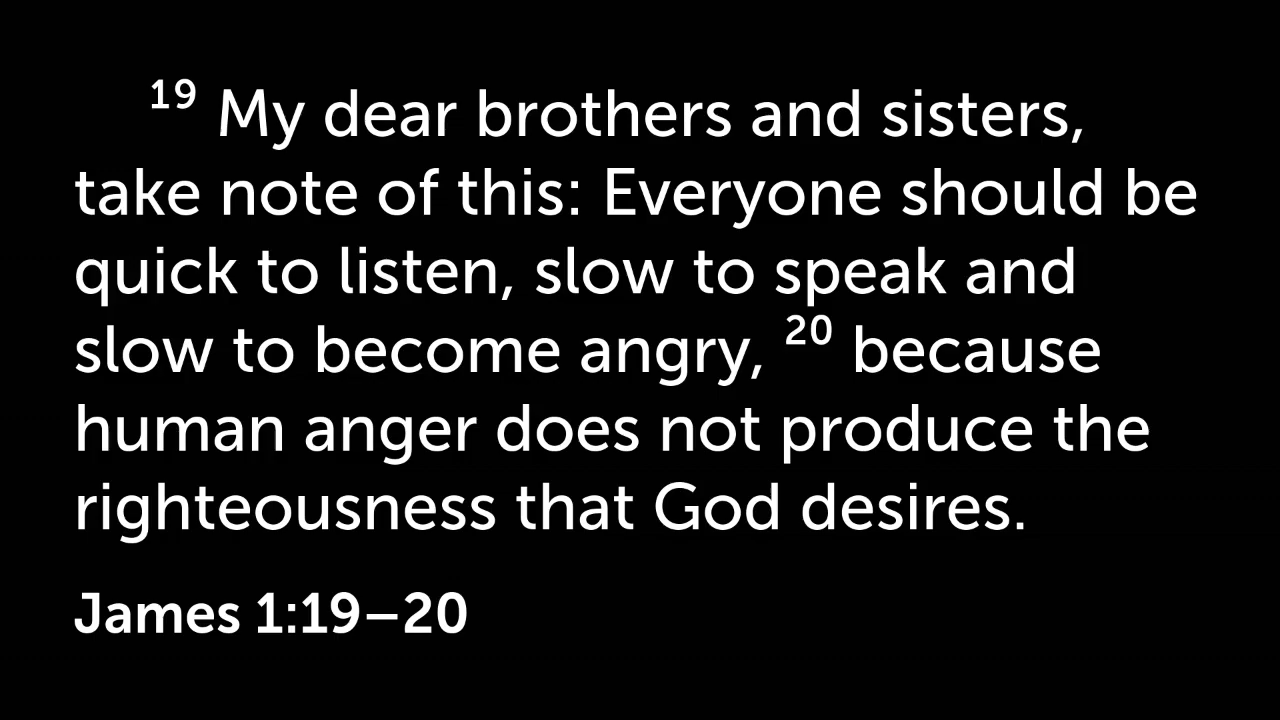 19 My dear brothers and sisters,
take note of this: Everyone should be
quick to listen, slow to speak and
slow to become angry, 20 because
human anger does not produce the
righteousness that God desires.
James 1:19–20